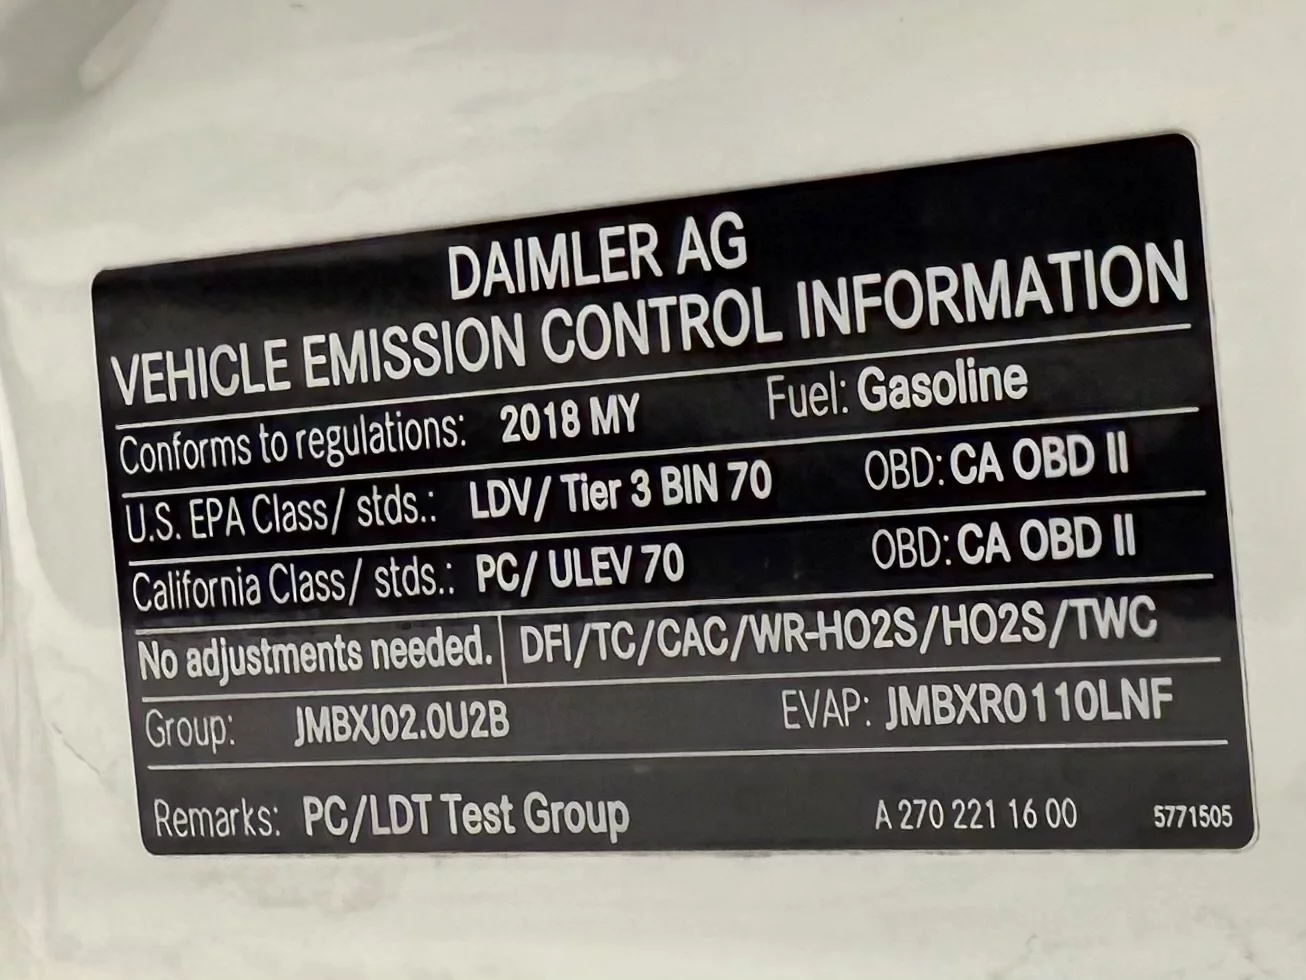 DAIMLER AG
VEHICLE EMISSION CONTROL INFORMATION
Conforms to regulations: 2018 MY Fuel: Gasoline
U.S. EPA Class/ stds.: LDV/ Tier 3 BIN 70 OBD: CA OBD II
California Class/ stds.: PC/ ULEV 70 OBD: CA OBD II
No adjustments needed. DFI/TC/CAC/WR-HO2S/HO2S/TWC
Group: JMBXJ02.0U2B EVAP: JMBXR0110LNF
Remarks: PC/LDT Test Group A 270 221 16 00 5771505